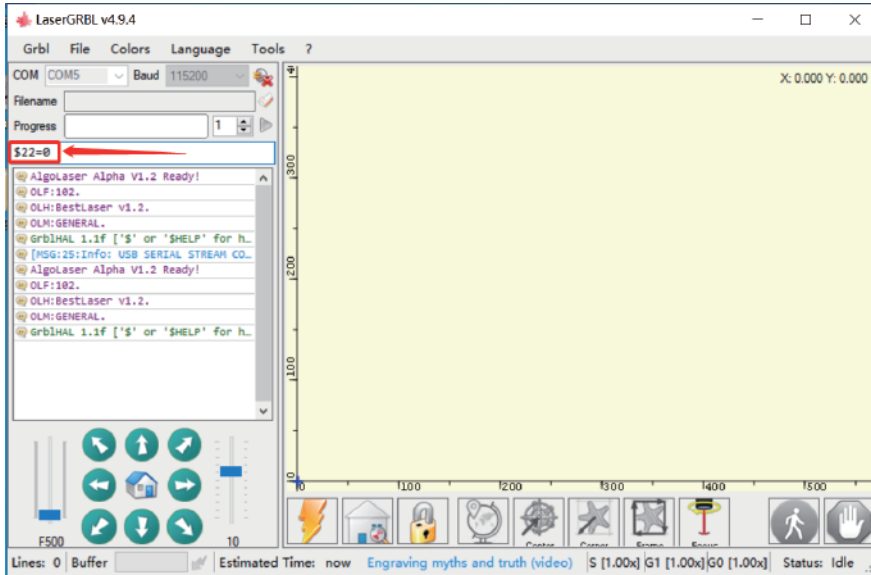 LaserGRBL v4.9.4
Grbl File Colors Language Tools ?
COM COM5 Baud 115200
Filename
Progress 1
$22=0
AlgoLaser Alpha V1.2 Ready!
OLF:102.
OLH:BestLaser v1.2.
OLM:GENERAL.
GrblHAL 1.1f ['$' or '$HELP' for h…
[MSG:25:Info: USB SERIAL STREAM CO…
AlgoLaser Alpha V1.2 Ready!
OLF:102.
OLH:BestLaser v1.2.
OLM:GENERAL.
GrblHAL 1.1f ['$' or '$HELP' for h…
F500
10
X: 0.000 Y: 0.000
300
200
100
0
0 100 200 300 400 500
Center Corner Frame Focus
Lines: 0 Buffer Estimated Time: now Engraving myths and truth (video) S [1.00x] G1 [1.00x] G0 [1.00x] Status: Idle